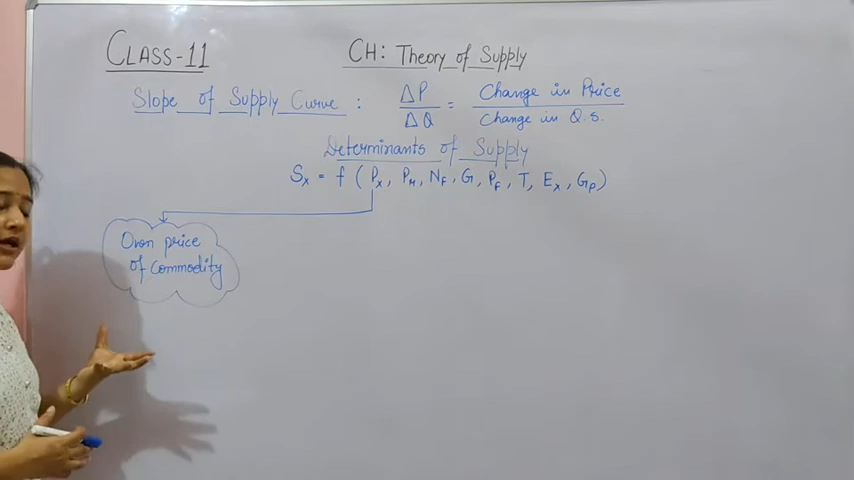 CLASS-11 CH: Theory of Supply
Slope of Supply Curve : ΔP/ΔQ = Change in Price/Change in Q.S.
Determinants of Supply
Sx = f (Px, PM, NF, G, PF, T, Ex, GP)
Own price
of commodity